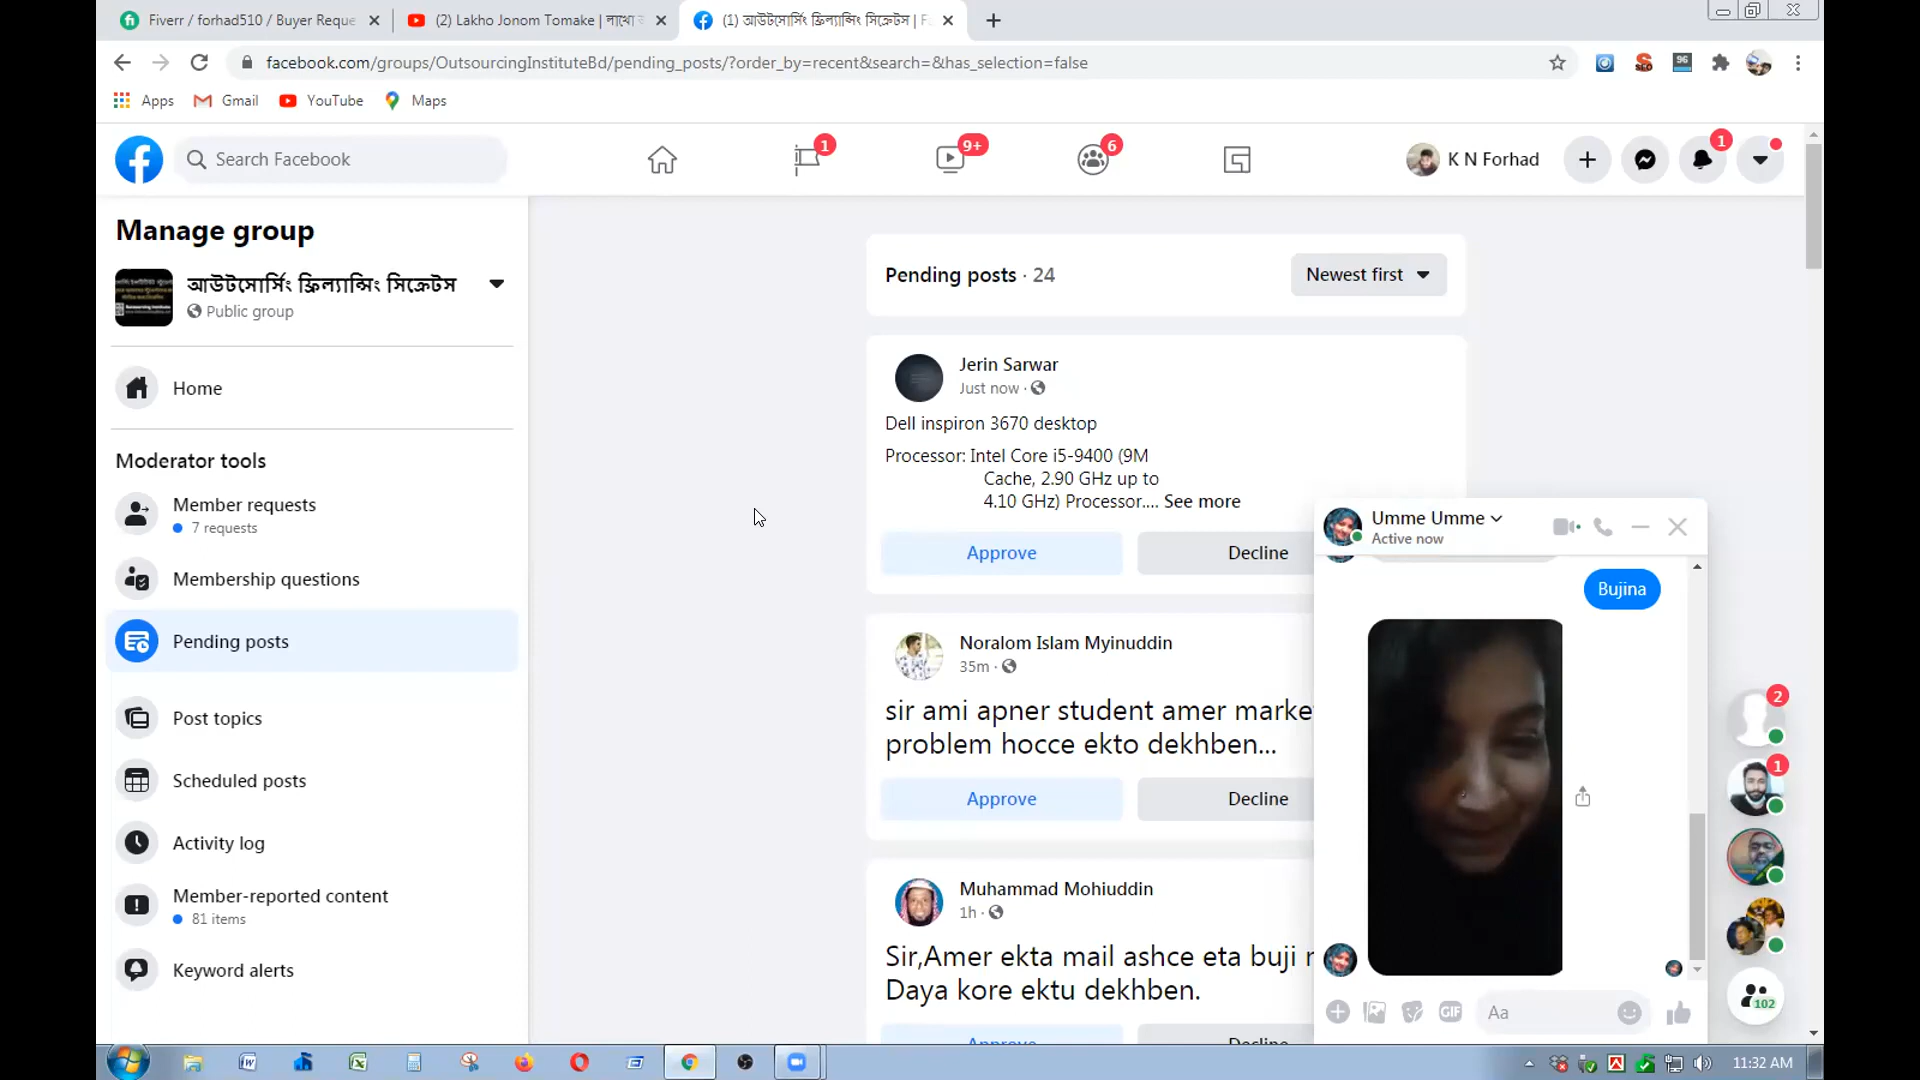 Fiverr / forhad510 / Buyer Reque
(2) Lakho Jonom Tomake | লাখো
(1) আউটসোর্সিং ফ্রিল্যান্সিং সিক্রেটস | F
facebook.com/groups/OutsourcingInstituteBd/pending_posts/?order_by=recent&search=&has_selection=false
96
Apps
Gmail
YouTube
Maps
Search Facebook
1
9+
6
K N Forhad
1
Manage group
আউটসোর্সিং ফ্রিল্যান্সিং সিক্রেটস
Public group
Home
Moderator tools
Member requests
7 requests
Membership questions
Pending posts
Post topics
Scheduled posts
Activity log
Member-reported content
81 items
Keyword alerts
Pending posts · 24
Newest first
Jerin Sarwar
Just now ·
Dell inspiron 3670 desktop
Processor: Intel Core i5-9400 (9M
Cache, 2.90 GHz up to
4.10 GHz) Processor.... See more
Approve
Decline
Noralom Islam Myinuddin
35m ·
sir ami apner student amer marke
problem hocce ekto dekhben...
Approve
Decline
Muhammad Mohiuddin
1h ·
Sir,Amer ekta mail ashce eta buji
Daya kore ektu dekhben.
Approve
Decline
Umme Umme
Active now
Bujina
GIF
Aa
2
1
102
11:32 AM